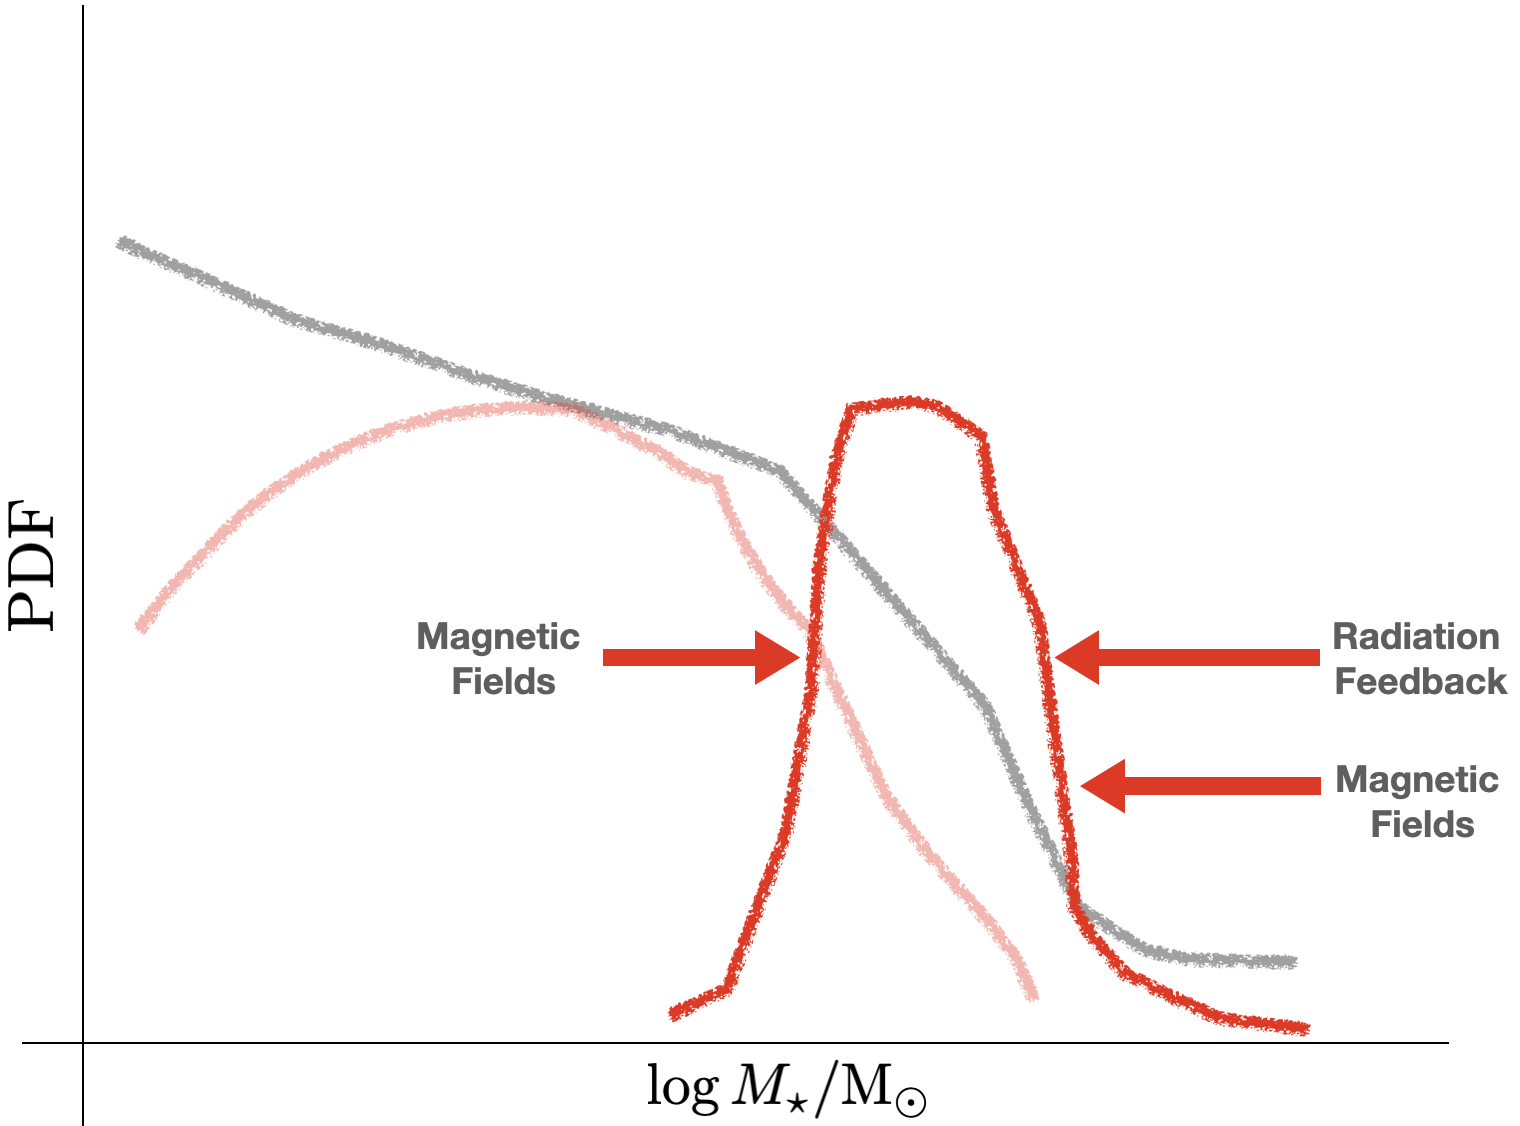 PDF
Magnetic
Fields
Radiation
Feedback
Magnetic
Fields
log M⋆/M⊙